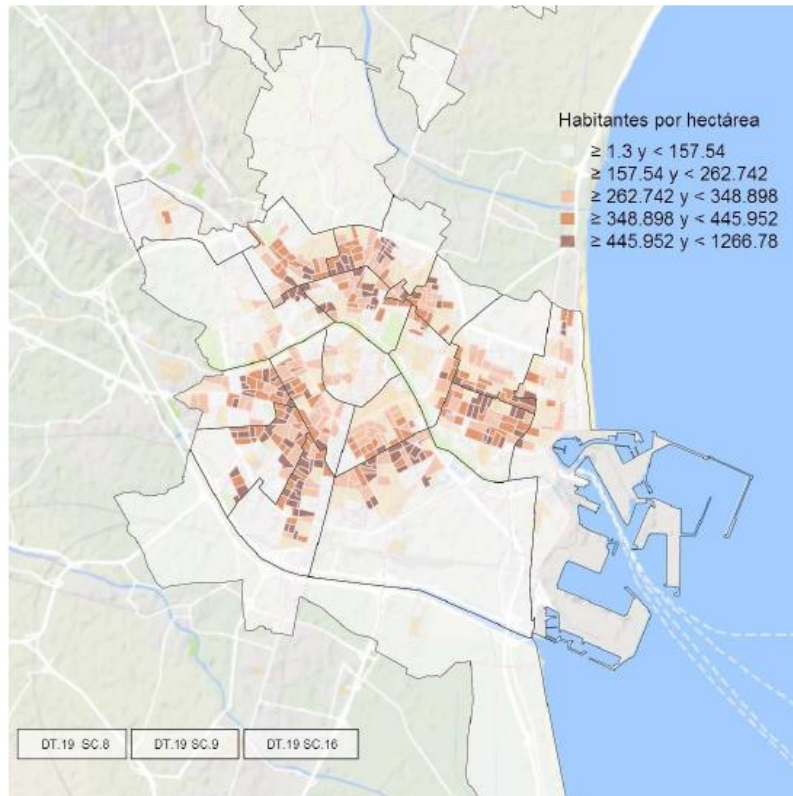 Habitantes por hectárea
≥ 1.3 y < 157.54
≥ 157.54 y < 262.742
≥ 262.742 y < 348.898
≥ 348.898 y < 445.952
≥ 445.952 y < 1266.78
DT.19 SC.8
DT.19 SC.9
DT.19 SC.16